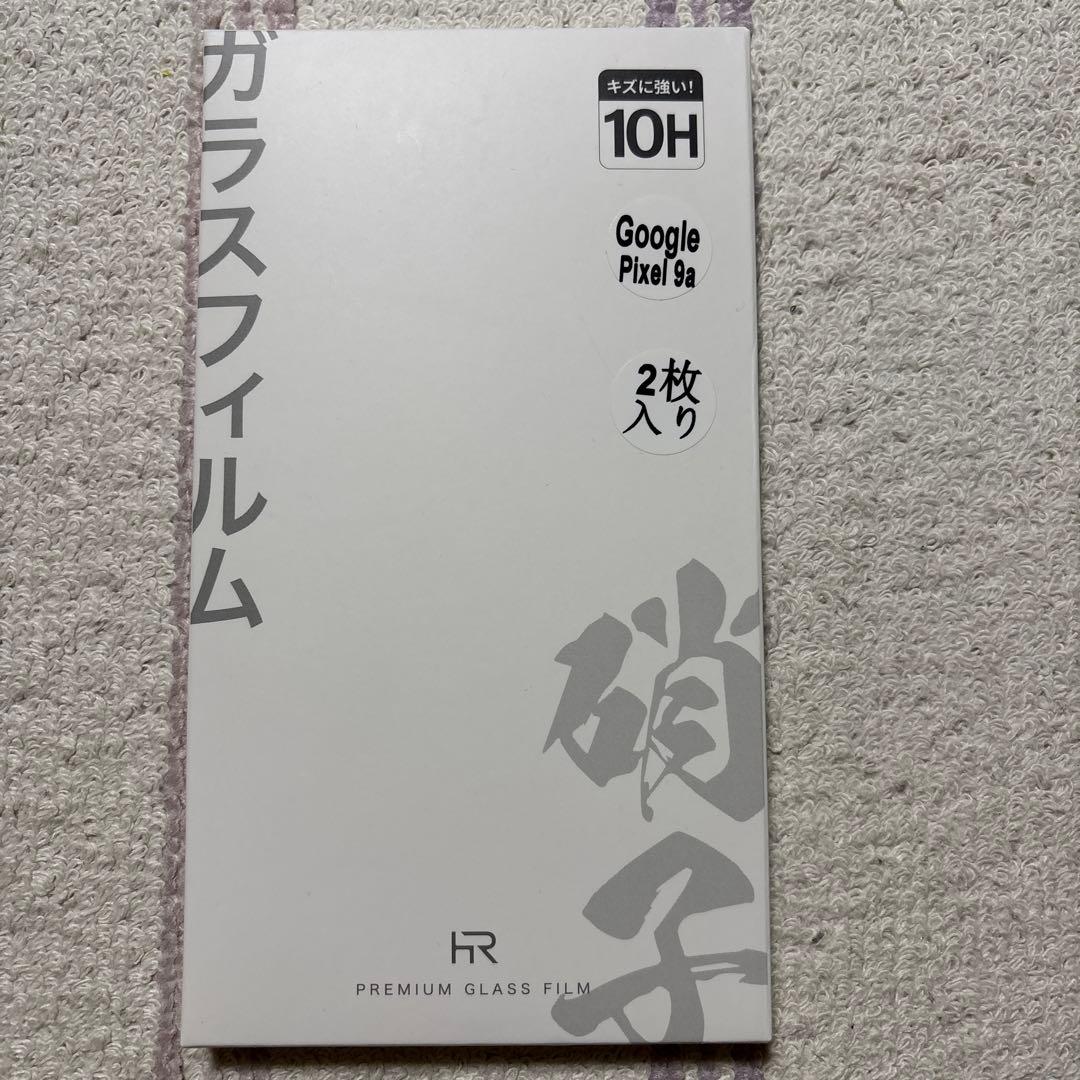 ガラスフィルム
キズに強い!
10H
Google
Pixel 9a
2枚
入り
硝子
HR
PREMIUM GLASS FILM